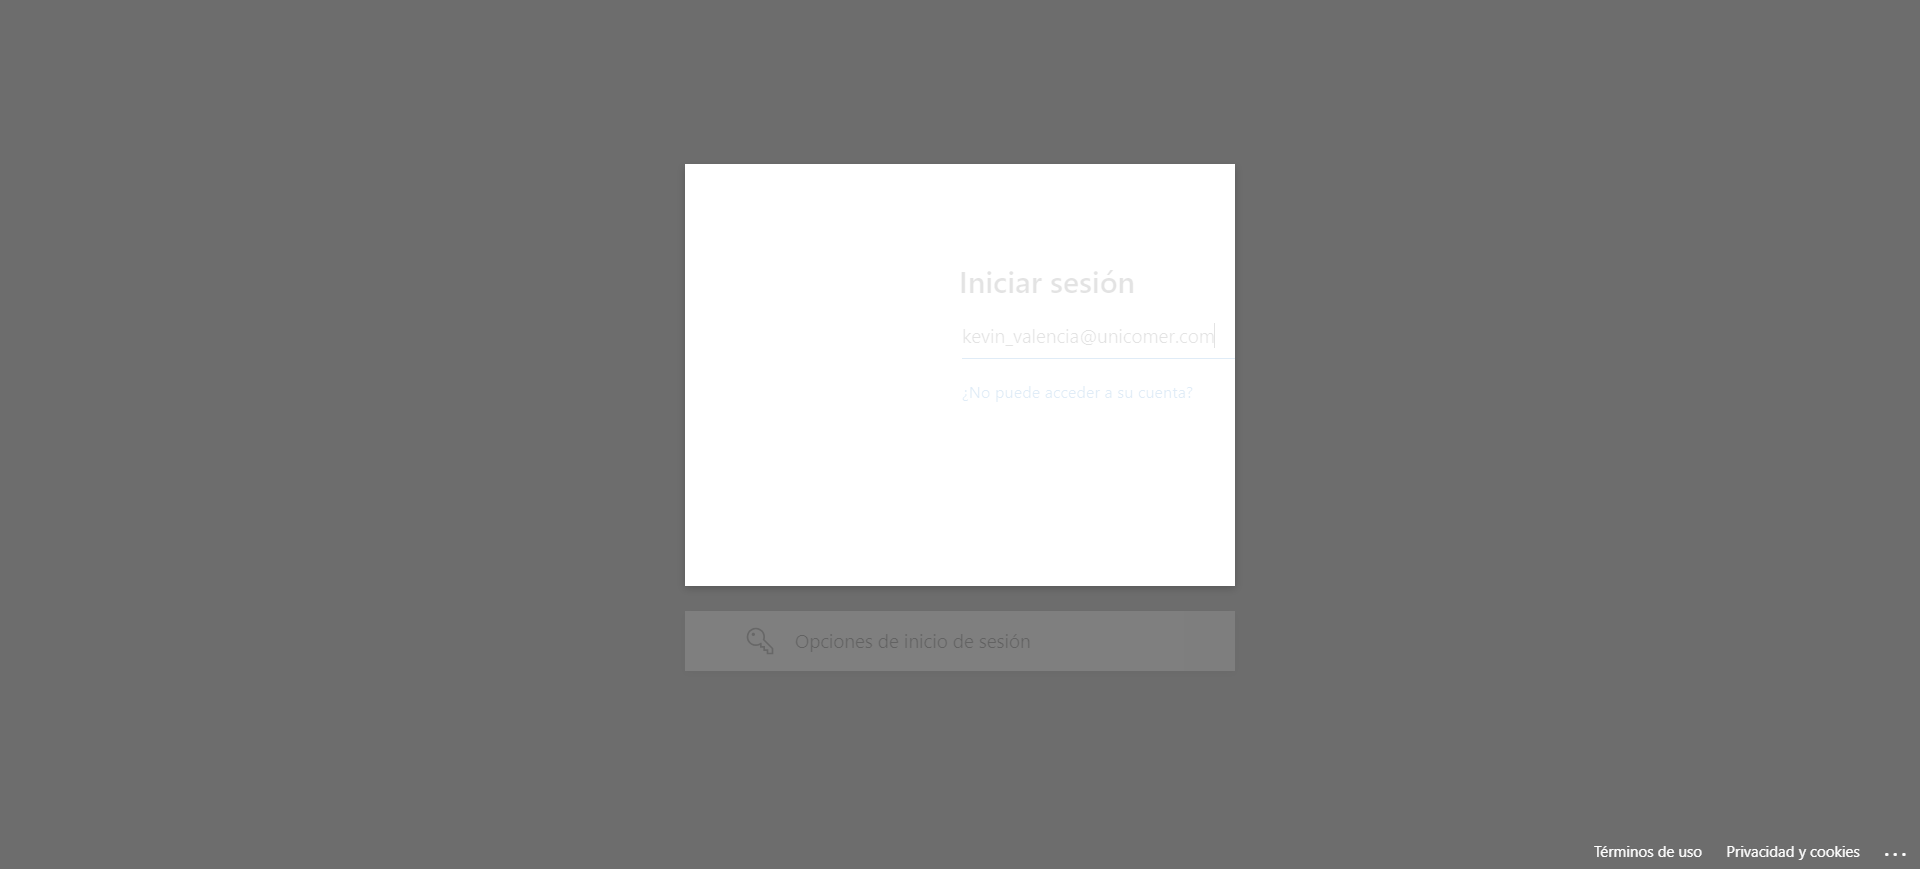 Iniciar sesión
kevin_valencia@unicomer.com
¿No puede acceder a su cuenta?
Opciones de inicio de sesión
Términos de uso
Privacidad y cookies
...